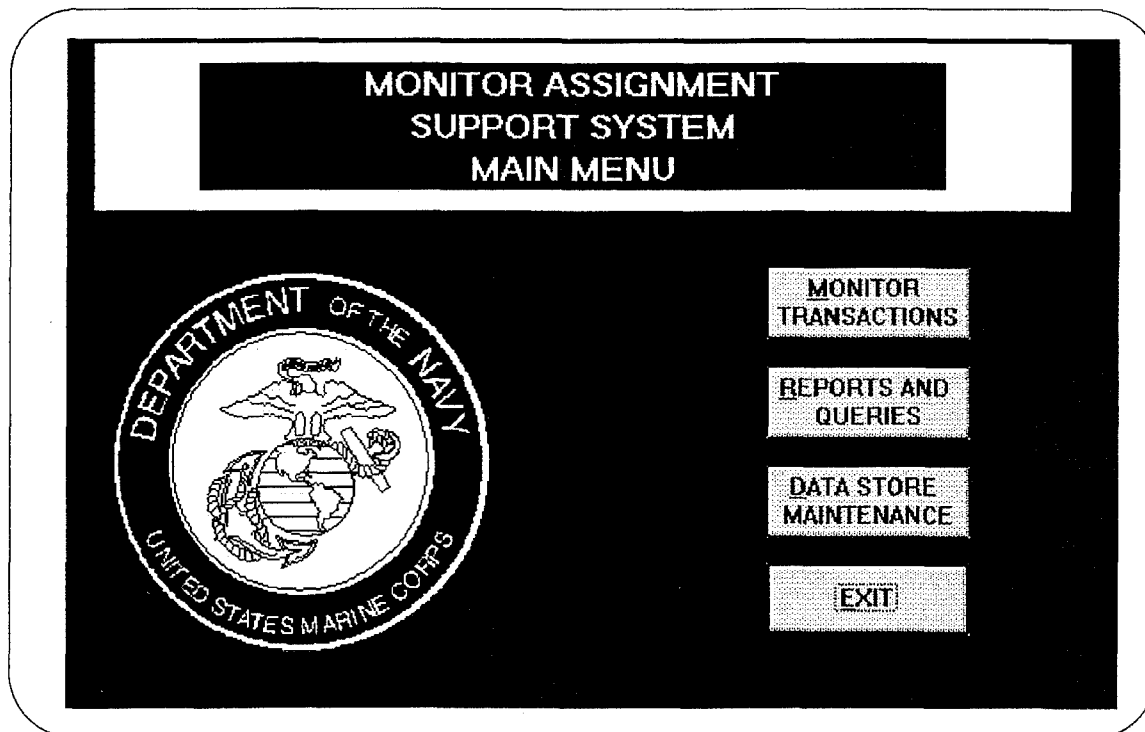 MONITOR ASSIGNMENT
SUPPORT SYSTEM
MAIN MENU
DEPARTMENT OF THE NAVY
UNITED STATES MARINE CORPS
MONITOR
TRANSACTIONS
REPORTS AND
QUERIES
DATA STORE
MAINTENANCE
EXIT